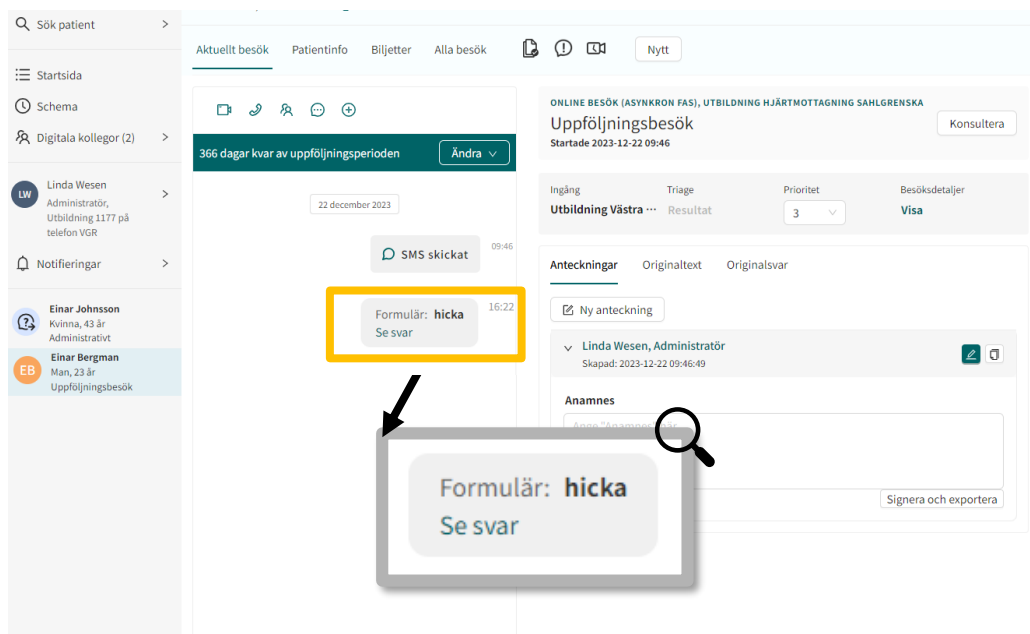 Sök patient
Startsida
Schema
Digitala kollegor (2)
LW
Linda Wesen
Administratör,
Utbildning 1177 på
telefon VGR
Notifieringar
Einar Johnsson
Kvinna, 43 år
Administrativt
EB
Einar Bergman
Man, 23 år
Uppföljningsbesök
Aktuellt besök Patientinfo Biljetter Alla besök Nytt
366 dagar kvar av uppföljningsperioden Ändra
22 december 2023
SMS skickat 09:46
Formulär: hicka 16:22
Se svar
Formulär: hicka
Se svar
ONLINE BESÖK (ASYNKRON FAS), UTBILDNING HJÄRTMOTTAGNING SAHLGRENSKA
Uppföljningsbesök
Konsultera
Startade 2023-12-22 09:46
Ingång Triage Prioritet Besöksdetaljer
Utbildning Västra ··· Resultat 3 Visa
Anteckningar Originaltext Originalsvar
Ny anteckning
Linda Wesen, Administratör
Skapad: 2023-12-22 09:46:49
Anamnes
Ange "Anamnes" här
Signera och exportera